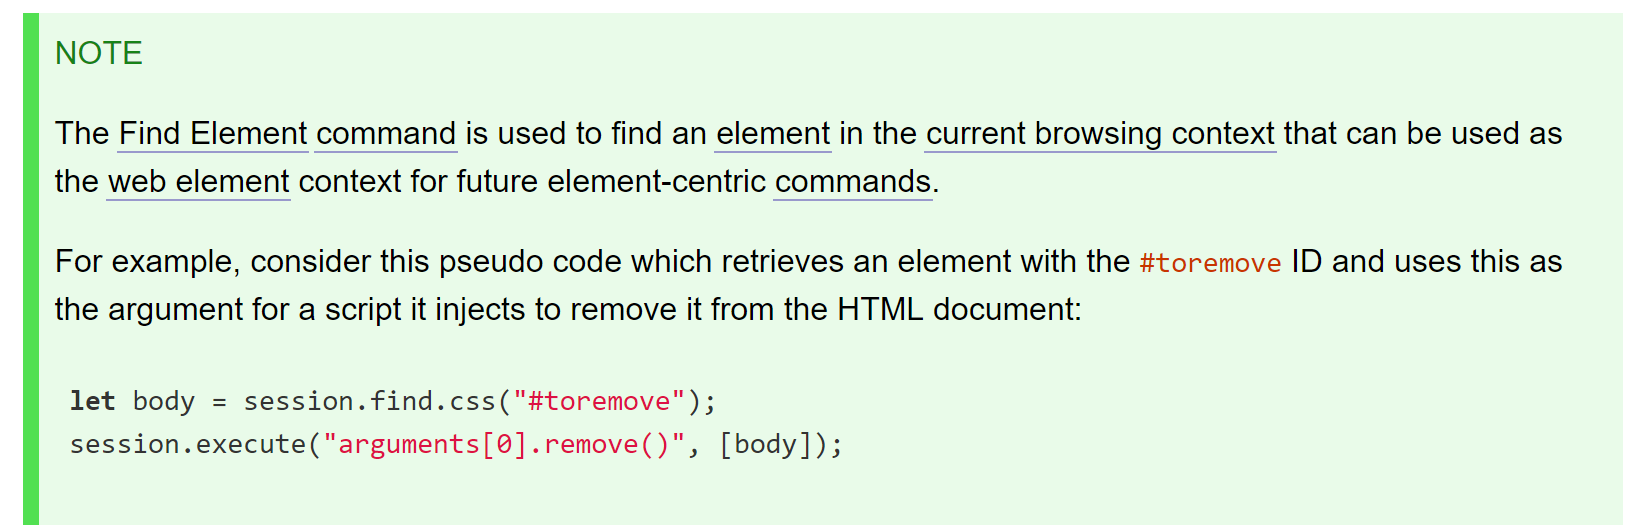 NOTE
The Find Element command is used to find an element in the current browsing context that can be used as
the web element context for future element-centric commands.
For example, consider this pseudo code which retrieves an element with the #toremove ID and uses this as
the argument for a script it injects to remove it from the HTML document:
let body = session.find.css("#toremove");
session.execute("arguments[0].remove()", [body]);